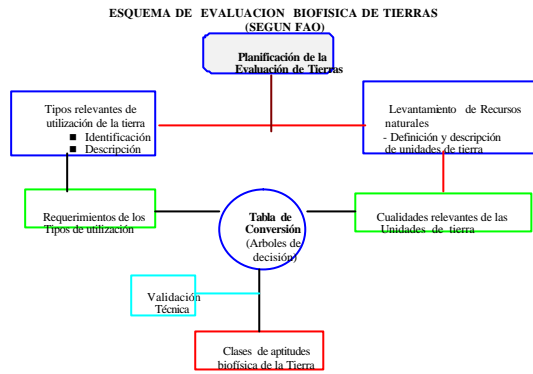 ESQUEMA DE EVALUACION BIOFISICA DE TIERRAS
(SEGUN FAO)
Planificación de la
Evaluación de Tierras
Tipos relevantes de
utilización de la tierra
■ Identificación
■ Descripción
Levantamiento de Recursos
naturales
- Definición y descripción
de unidades de tierra
Requerimientos de los
Tipos de utilización
Tabla de
Conversión
(Arboles de
decisión)
Cualidades relevantes de las
Unidades de tierra
Validación
Técnica
Clases de aptitudes
biofísica de la Tierra